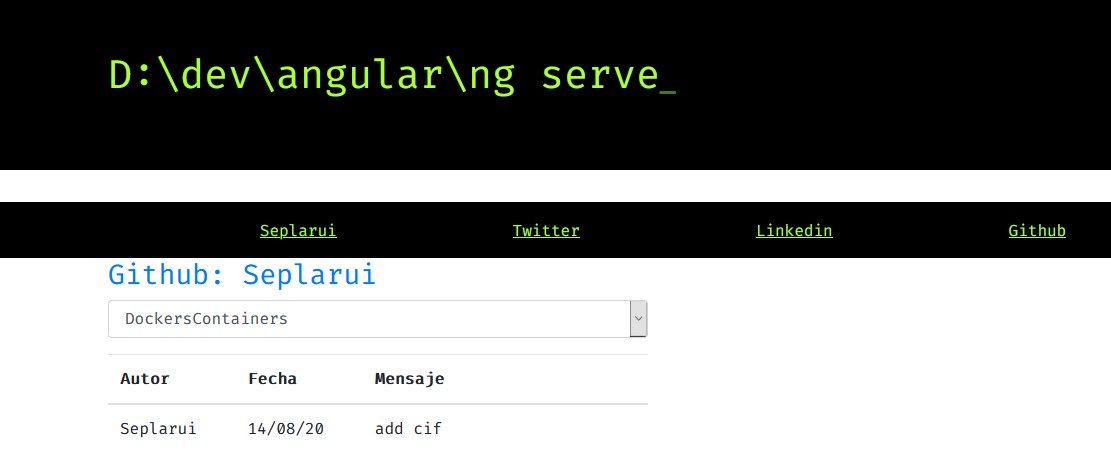 D:\dev\angular\ng serve_
Seplarui Twitter Linkedin Github
Github: Seplarui
DockersContainers
Autor Fecha Mensaje
Seplarui 14/08/20 add cif